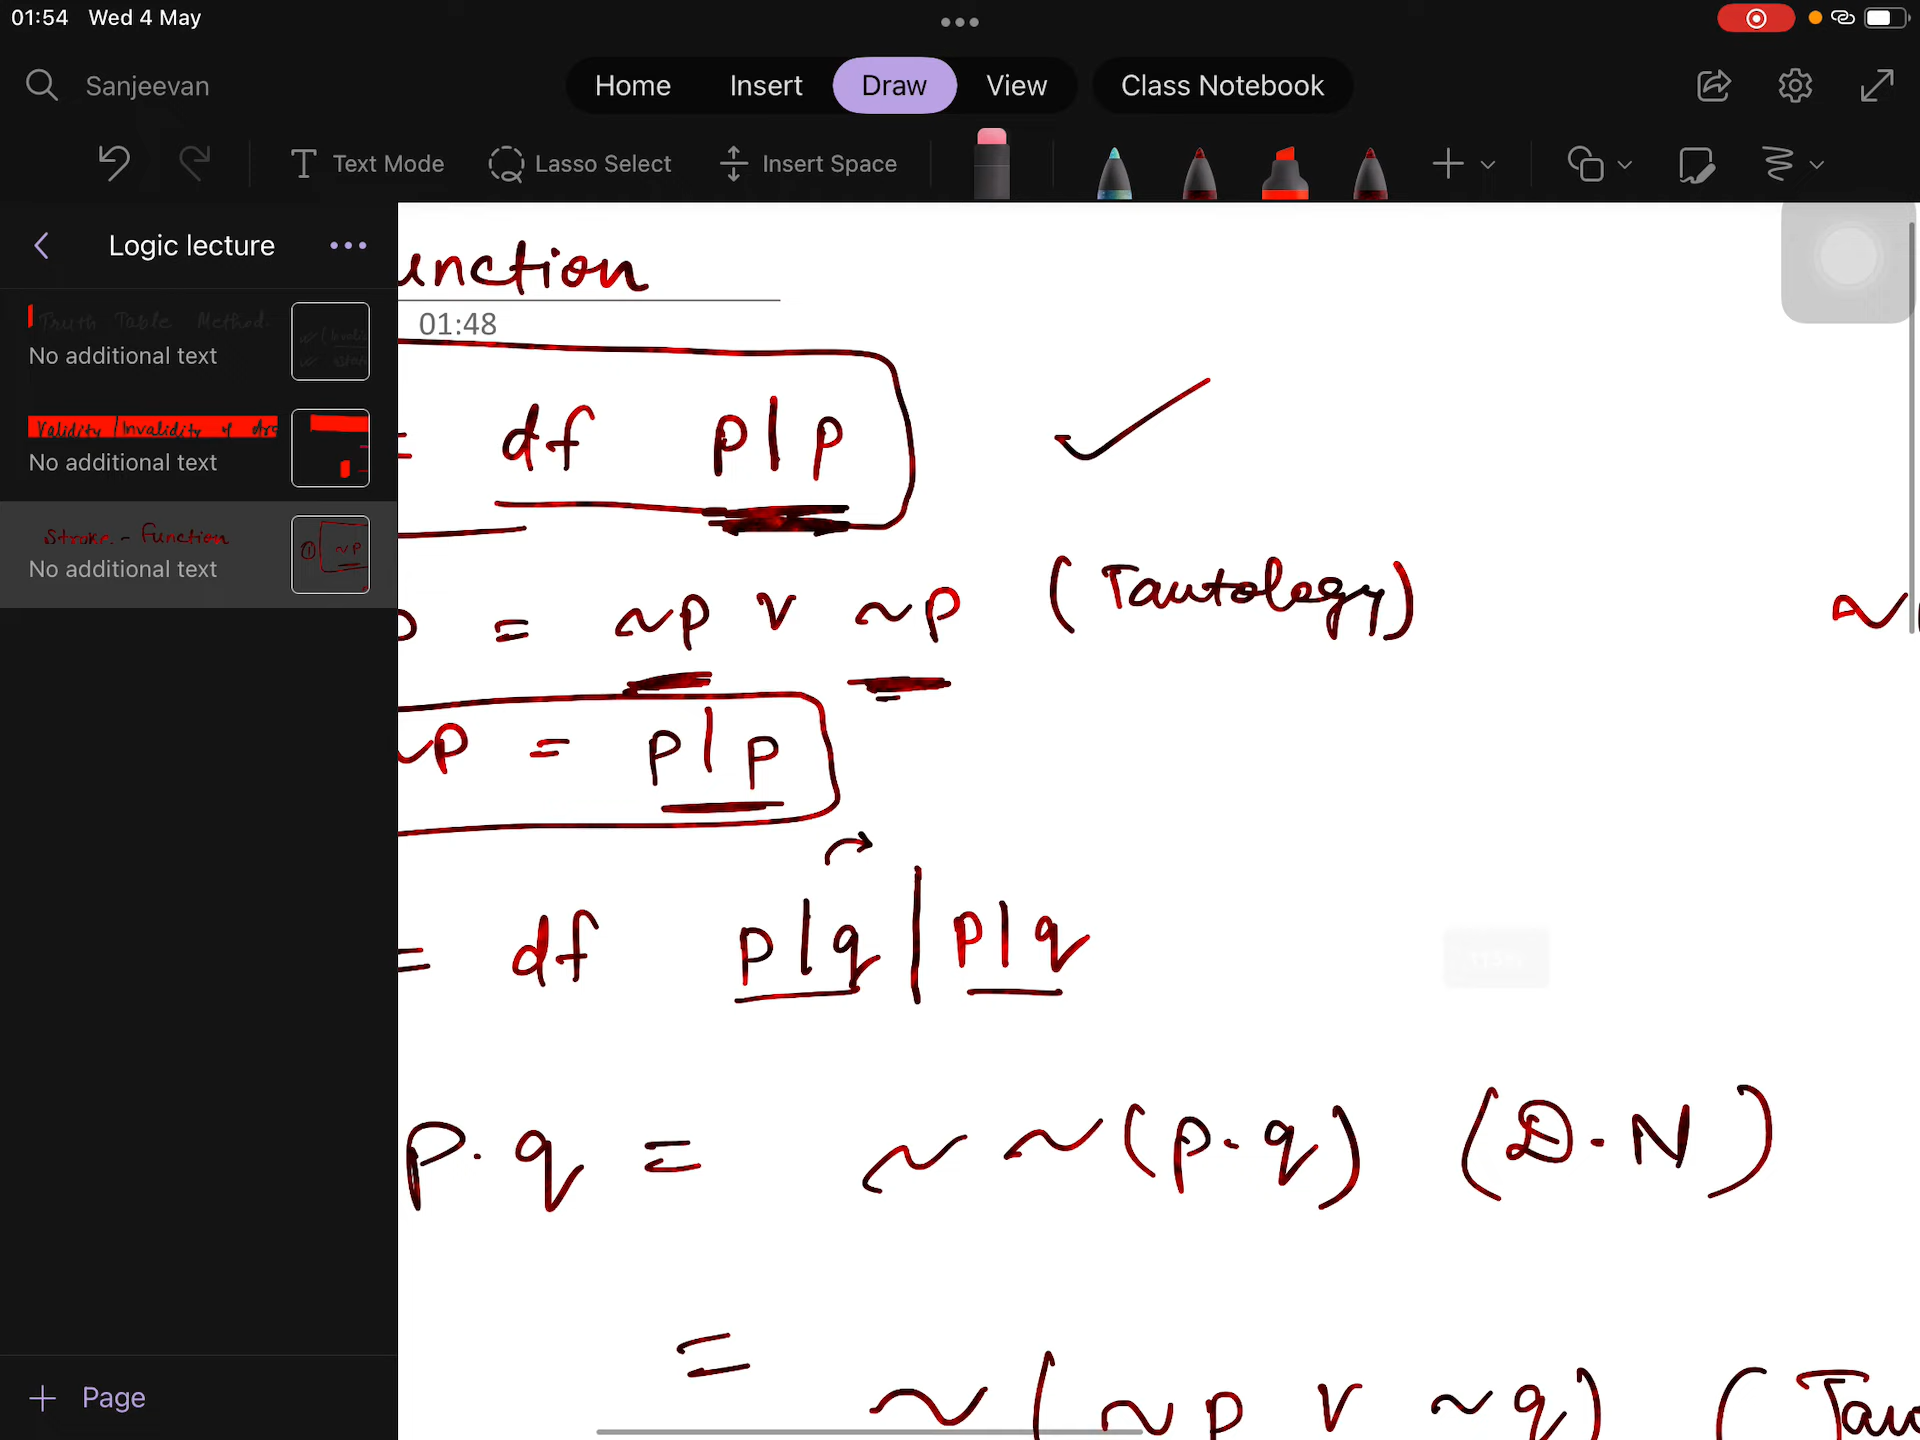 01:54 Wed 4 May
Sanjeevan
Home Insert Draw View Class Notebook
Text Mode Lasso Select Insert Space
Logic lecture
Truth Table Method
No additional text
Validity / Invalidity of
No additional text
Stroke - Function
No additional text
+ Page
unction
01:48
= df p | p
= ~p v ~p (Tautology)
~p = p | p
= df p | q | p | q
p . q = ~ ~ (p . q) (D . N)
= ~ (~p v ~q) (Tau